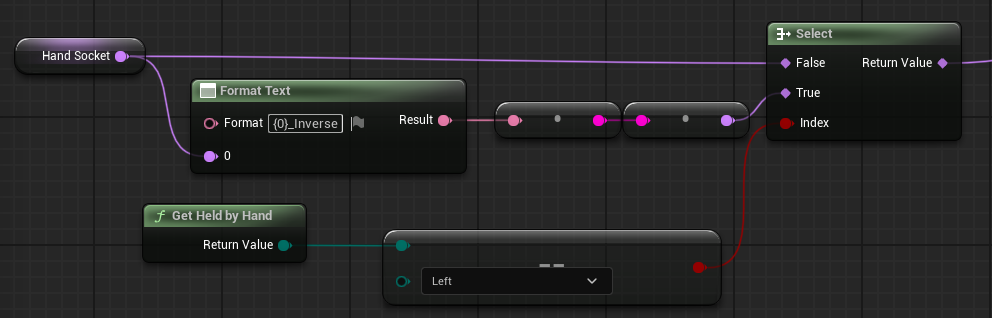 Hand Socket
Select
False
Return Value
True
Index
Format Text
Format
{0}_Inverse
Result
0
f Get Held by Hand
Return Value
==
Left